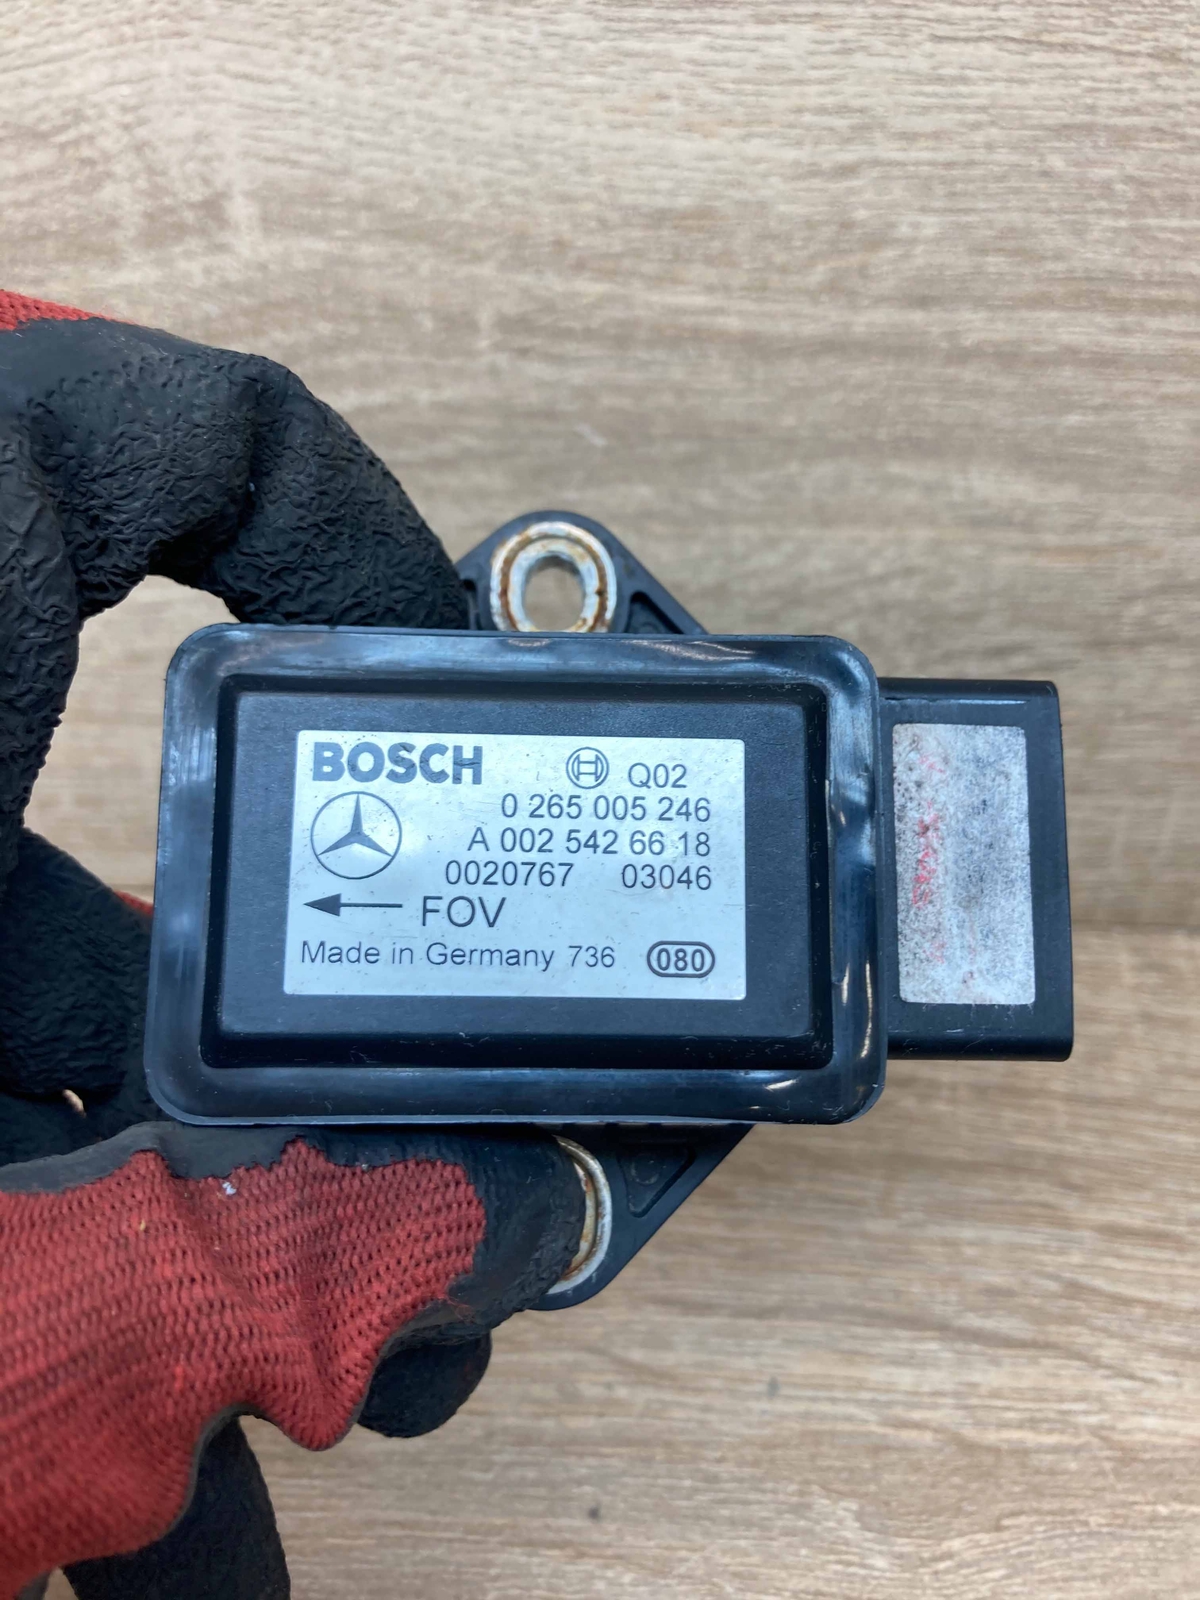 BOSCH Q02
0 265 005 246
A 002 542 66 18
0020767 03046
FOV
Made in Germany 736 080